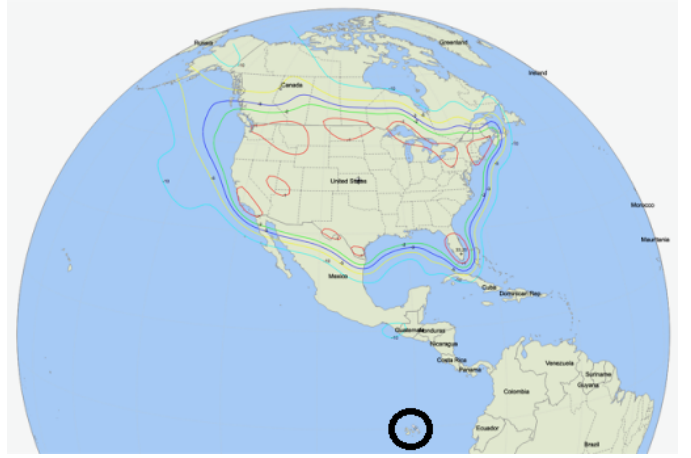 Russia
Greenland
Ireland
Canada
United States
Morocco
Mauritania
Mexico
Cuba
Dominican Rep
Guatemala
Honduras
Nicaragua
Costa Rica
Panama
Venezuela
Suriname
Guyana
Colombia
Ecuador
Brazil